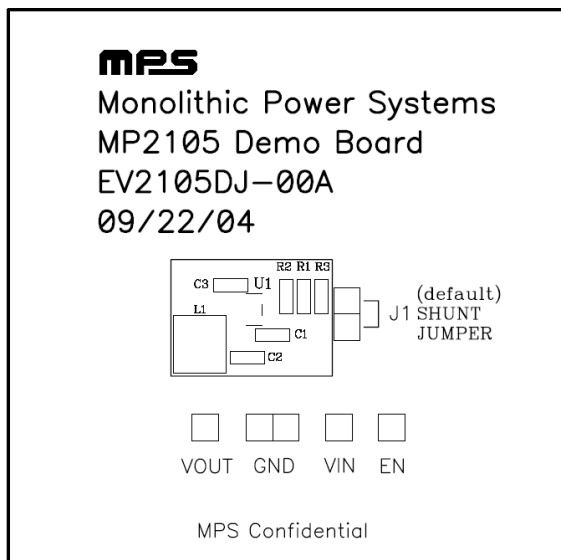 mps
Monolithic Power Systems
MP2105 Demo Board
EV2105DJ-00A
09/22/04
R2 R1 R3
C3 U1
L1
J1 (default) SHUNT JUMPER
C1
C2
VOUT GND VIN EN
MPS Confidential